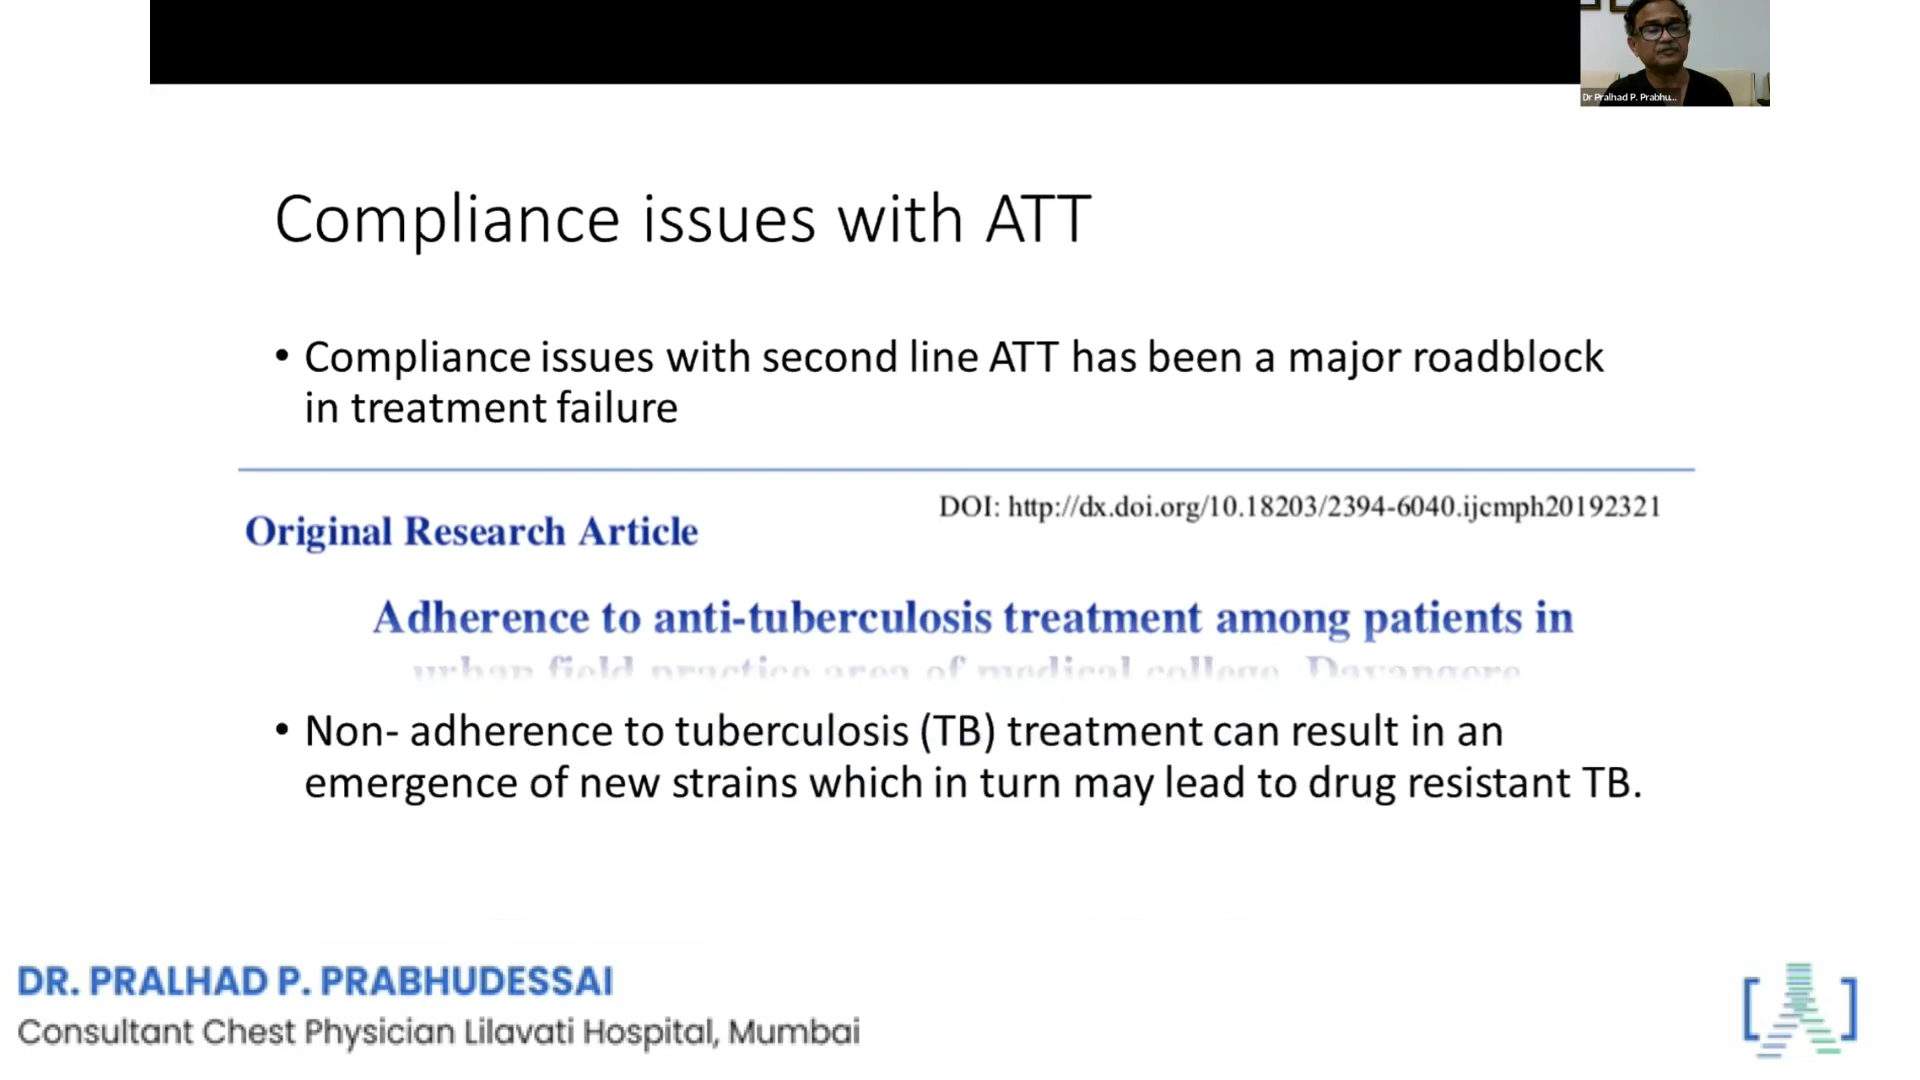 Dr Pralhad P. Prabhu...
Compliance issues with ATT
• Compliance issues with second line ATT has been a major roadblock
in treatment failure
DOI: http://dx.doi.org/10.18203/2394-6040.ijcmph20192321
Original Research Article
Adherence to anti-tuberculosis treatment among patients in
urban field practice area of medical college, Davangere
• Non- adherence to tuberculosis (TB) treatment can result in an
emergence of new strains which in turn may lead to drug resistant TB.
DR. PRALHAD P. PRABHUDESSAI
Consultant Chest Physician Lilavati Hospital, Mumbai